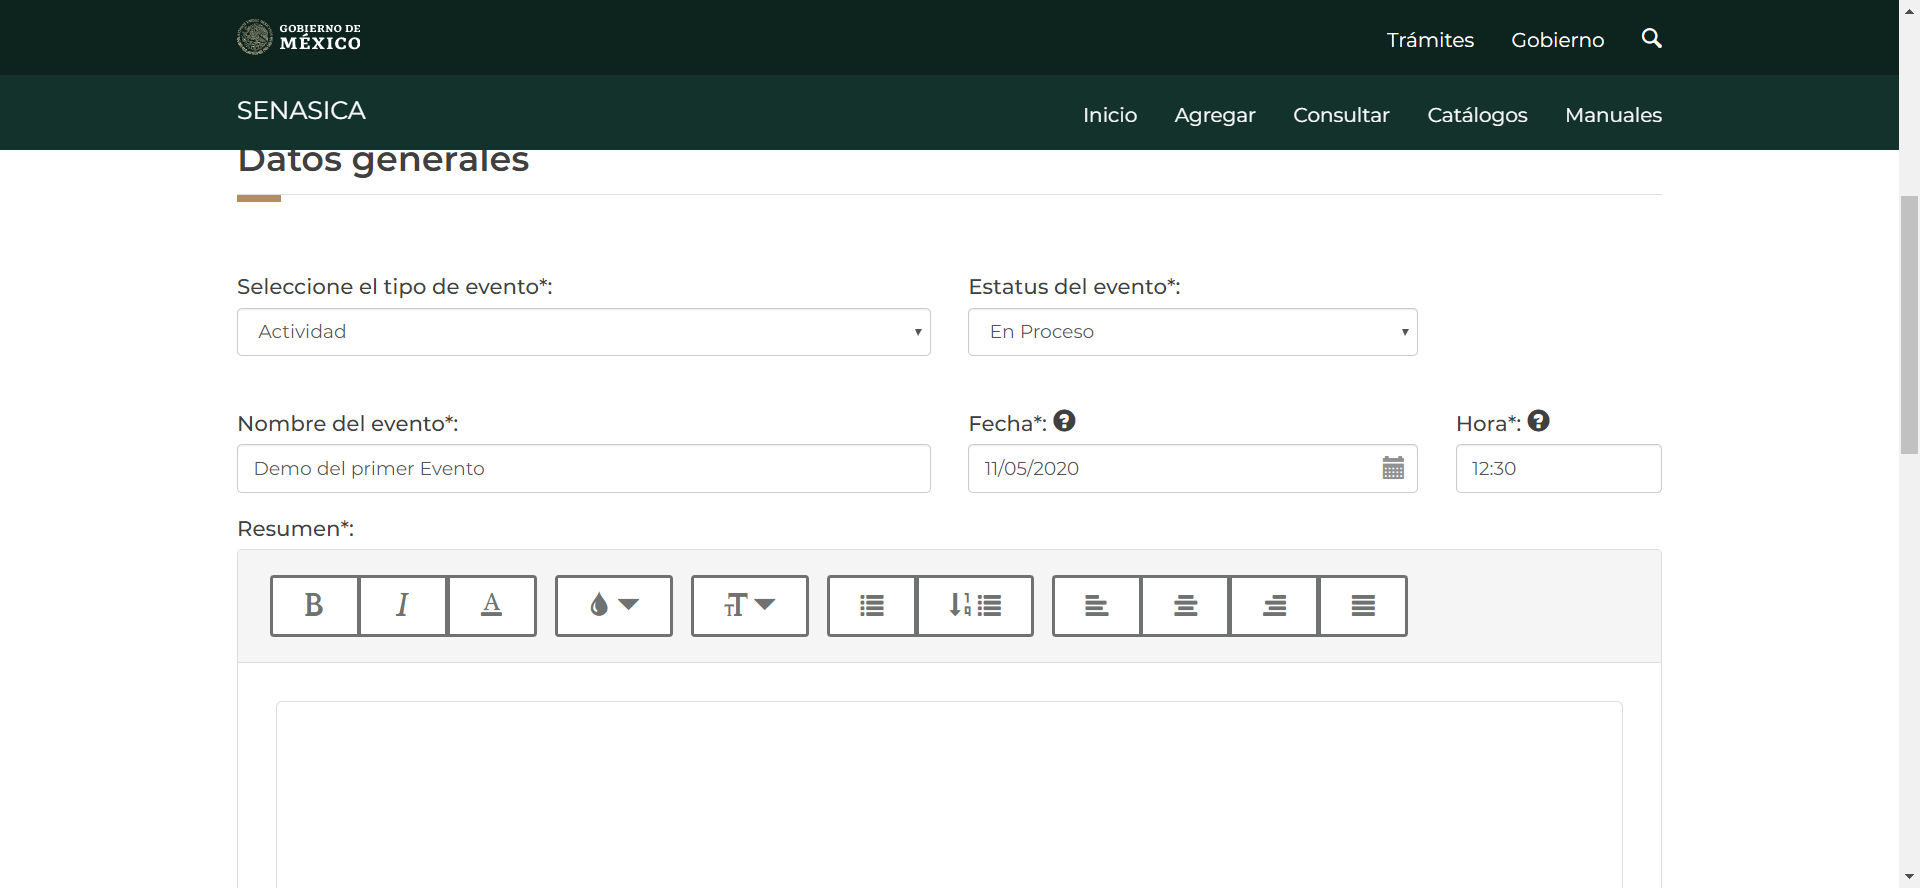 GOBIERNO DE
MÉXICO
Trámites Gobierno
SENASICA
Inicio Agregar Consultar Catálogos Manuales
Datos generales
Seleccione el tipo de evento*: Estatus del evento*:
Actividad En Proceso
Nombre del evento*: Fecha*: Hora*:
Demo del primer Evento 11/05/2020 12:30
Resumen*: